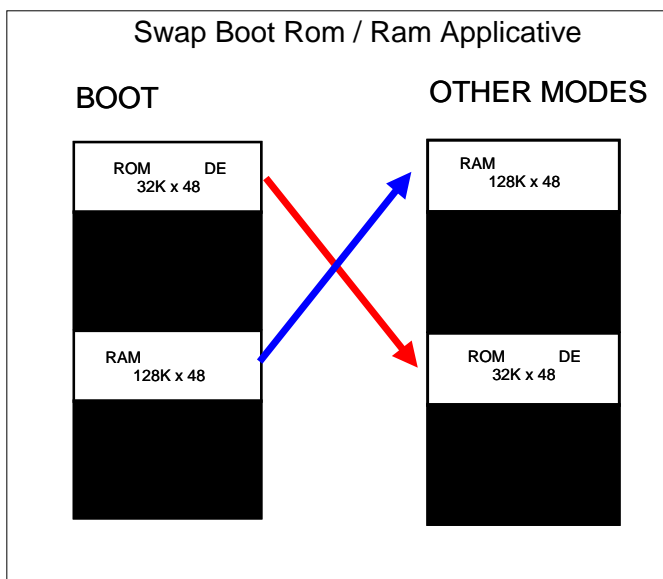 Swap Boot Rom / Ram Applicative
BOOT
ROM DE
32K x 48
RAM
128K x 48
OTHER MODES
RAM
128K x 48
ROM DE
32K x 48